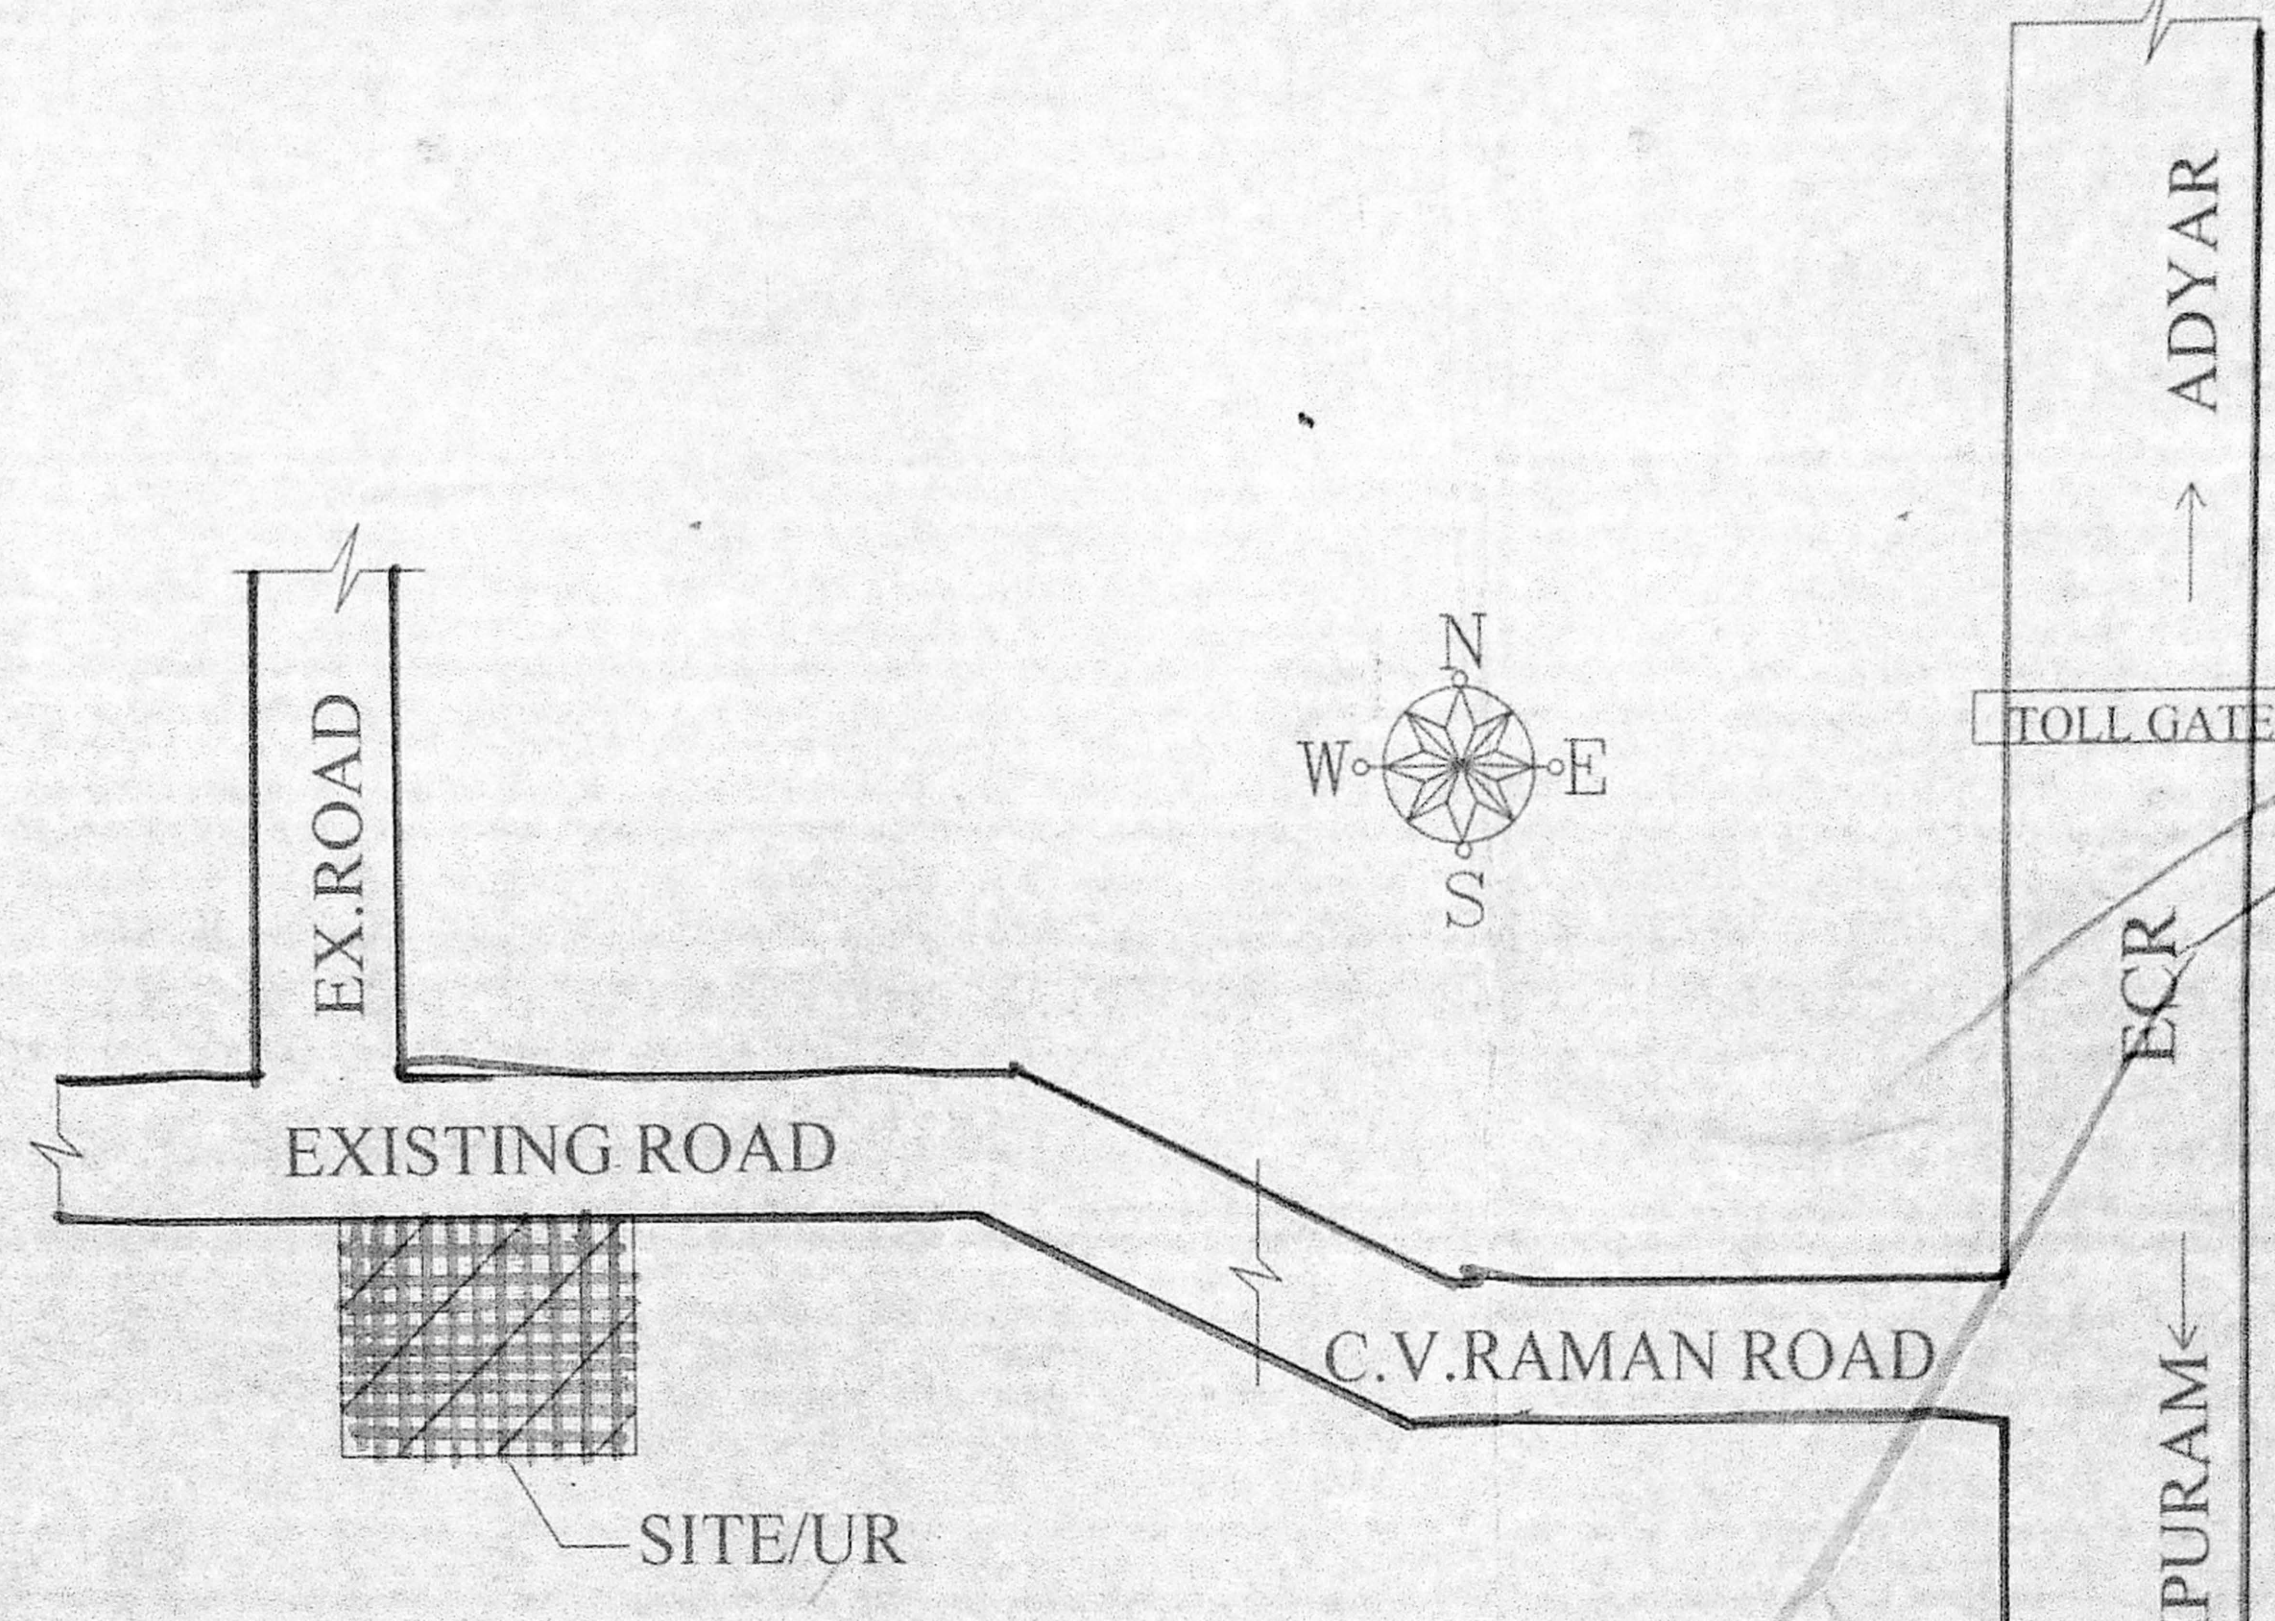 ADYAR
N
EX.ROAD
TOLL GATE
W E
S
ECR
EXISTING ROAD
C.V.RAMAN ROAD
PURAM
SITE/UR